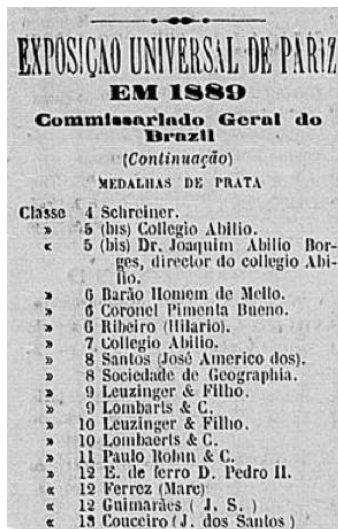 EXPOSIÇAO UNIVERSAL DE PARIZ
EM 1889
Commissariado Geral do
Brazil
(Continuação)
MEDALHAS DE PRATA
Classe 4 Schreiner.
» 5 (bis) Collegio Abilio.
« 5 (bis) Dr. Joaquim Abilio Bor-
ges, director do collegio Abi-
lio.
» 6 Barão Homem de Mello.
» 6 Coronel Pimenta Bueno.
» 6 Ribeiro (Hilario).
» 7 Collegio Abilio.
» 8 Santos (José Americo dos).
» 8 Sociedade de Geographia.
» 9 Leuzinger & Filho.
» 9 Lombarts & C.
» 10 Leuzinger & Filho.
» 10 Lombaerts & C.
» 11 Paulo Robin & C.
» 12 E. de ferro D. Pedro II.
« 12 Ferrez (Marc)
« 12 Guimarães ( J. S. )
« 13 Couceiro (J. dos Santos)